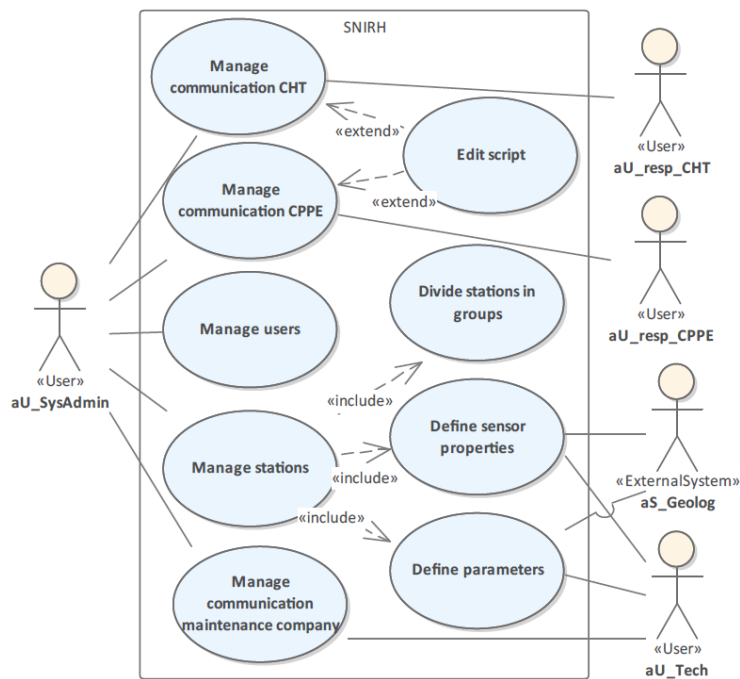 SNIRH
Manage
communication CHT
«extend»
Edit script
«User»
aU_resp_CHT
Manage
communication CPPE
«extend»
«User»
aU_resp_CPPE
Manage users
Divide stations in
groups
«User»
aU_SysAdmin
«include»
Manage stations
Define sensor
properties
«include»
«ExternalSystem»
aS_Geolog
«include»
Define parameters
Manage
communication
maintenance company
«User»
aU_Tech